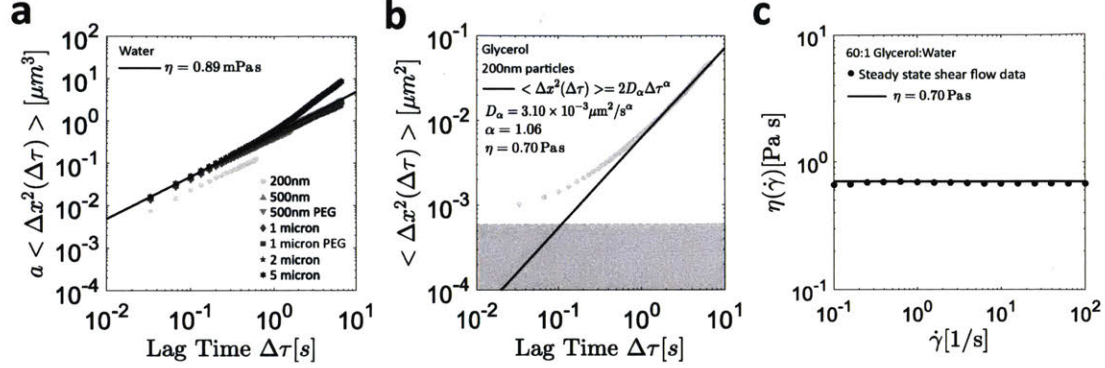 a
10^2
10^1
10^0
10^-1
10^-2
10^-3
10^-4
a < Δx²(Δτ) > [μm³]
Water
η = 0.89 mPas
200nm
500nm
500nm PEG
1 micron
1 micron PEG
2 micron
5 micron
10^-2 10^-1 10^0 10^1
Lag Time Δτ[s]
b
10^-1
10^-2
10^-3
10^-4
< Δx²(Δτ) > [μm²]
Glycerol
200nm particles
< Δx²(Δτ) >= 2D_αΔτ^α
D_α = 3.10 × 10^-3 μm²/s^α
α = 1.06
η = 0.70 Pas
10^-2 10^-1 10^0 10^1
Lag Time Δτ[s]
c
10^1
10^0
10^-1
η(γ̇)[Pa s]
60:1 Glycerol:Water
Steady state shear flow data
η = 0.70 Pas
10^-1 10^0 10^1 10^2
γ̇[1/s]